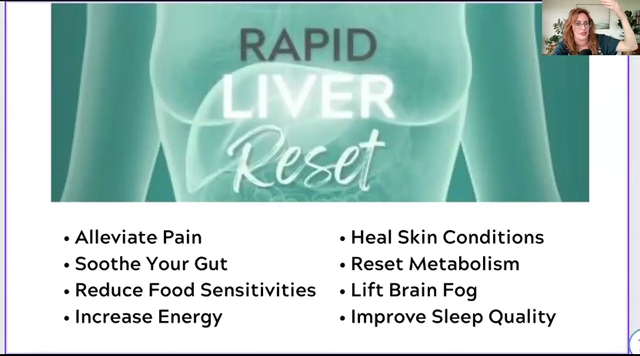 RAPID
LIVER
Reset
• Alleviate Pain
• Soothe Your Gut
• Reduce Food Sensitivities
• Increase Energy
• Heal Skin Conditions
• Reset Metabolism
• Lift Brain Fog
• Improve Sleep Quality